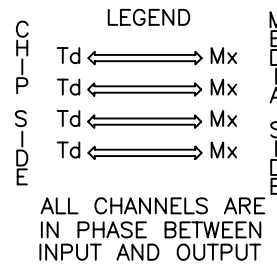 LEGEND
CHIP SIDE
Td Mx
Td Mx
Td Mx
Td Mx
MEDIA SIDE
ALL CHANNELS ARE
IN PHASE BETWEEN
INPUT AND OUTPUT